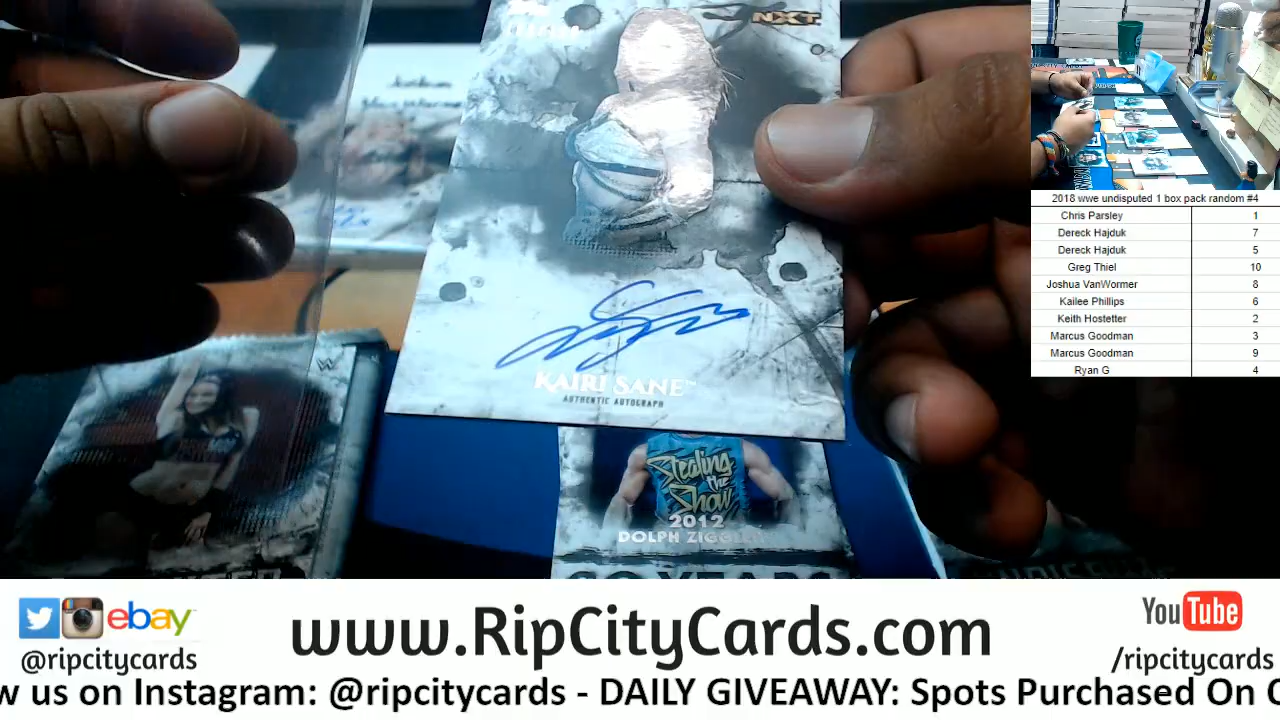 NXT
KAIRI SANE™
AUTHENTIC AUTOGRAPH
W
Stealing
the
Show
2012
DOLPH ZIGGLER
2018 wwe undisputed 1 box pack random #4
Chris Parsley 1
Dereck Hajduk 7
Dereck Hajduk 5
Greg Thiel 10
Joshua VanWormer 8
Kailee Phillips 6
Keith Hostetter 2
Marcus Goodman 3
Marcus Goodman 9
Ryan G 4
ebay™
@ripcitycards
www.RipCityCards.com
YouTube
/ripcitycards
w us on Instagram: @ripcitycards - DAILY GIVEAWAY: Spots Purchased On